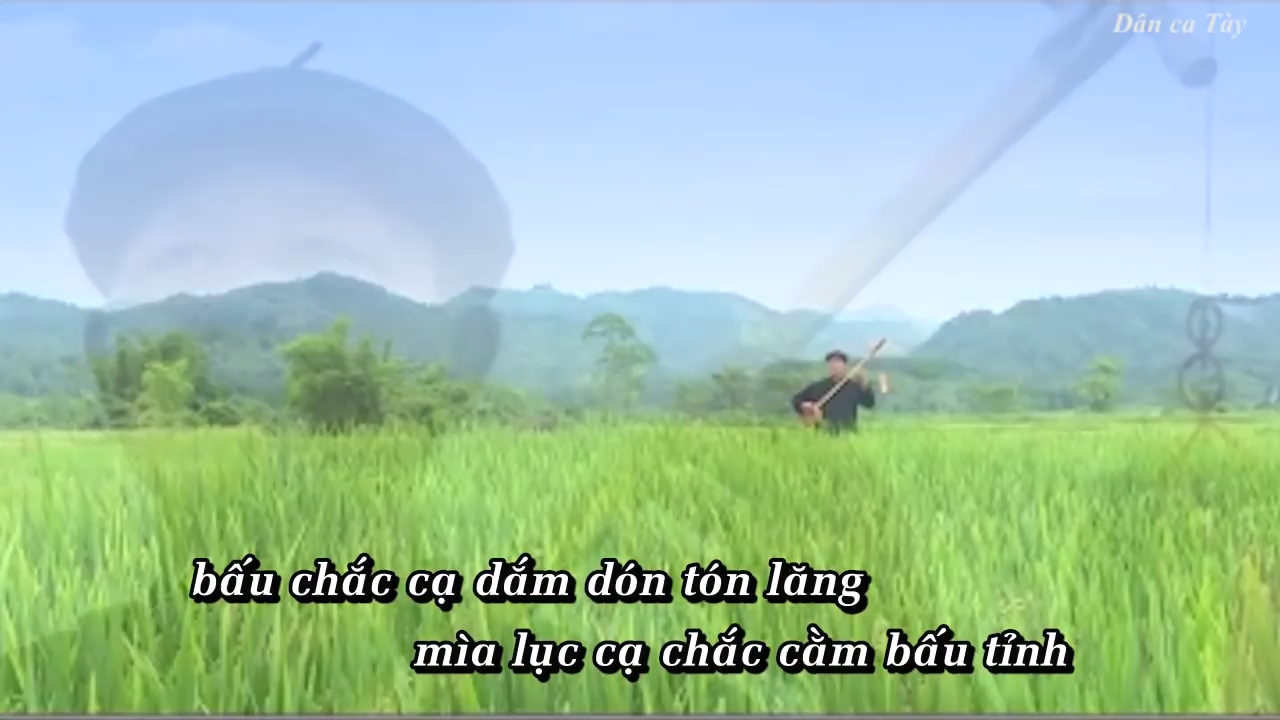 Dân ca Tày
bấu chắc cạ dắm dón tón lăng
mìa lục cạ chắc cằm bấu tỉnh